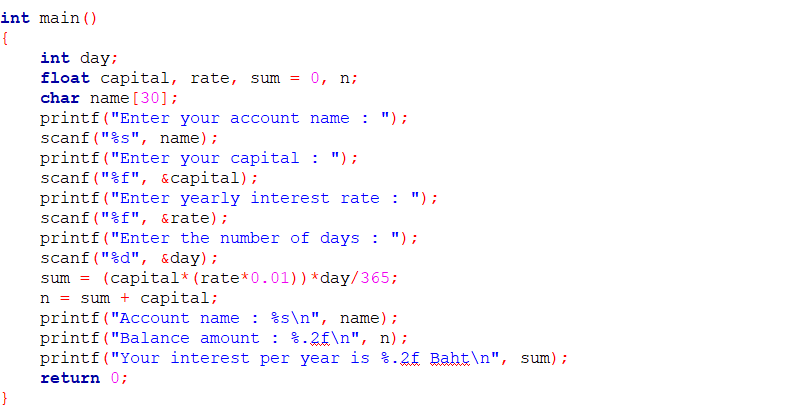 int main()
{
    int day;
    float capital, rate, sum = 0, n;
    char name[30];
    printf("Enter your account name : ");
    scanf("%s", name);
    printf("Enter your capital : ");
    scanf("%f", &capital);
    printf("Enter yearly interest rate : ");
    scanf("%f", &rate);
    printf("Enter the number of days : ");
    scanf("%d", &day);
    sum = (capital*(rate*0.01))*day/365;
    n = sum + capital;
    printf("Account name : %s\n", name);
    printf("Balance amount : %.2f\n", n);
    printf("Your interest per year is %.2f Baht\n", sum);
    return 0;
}